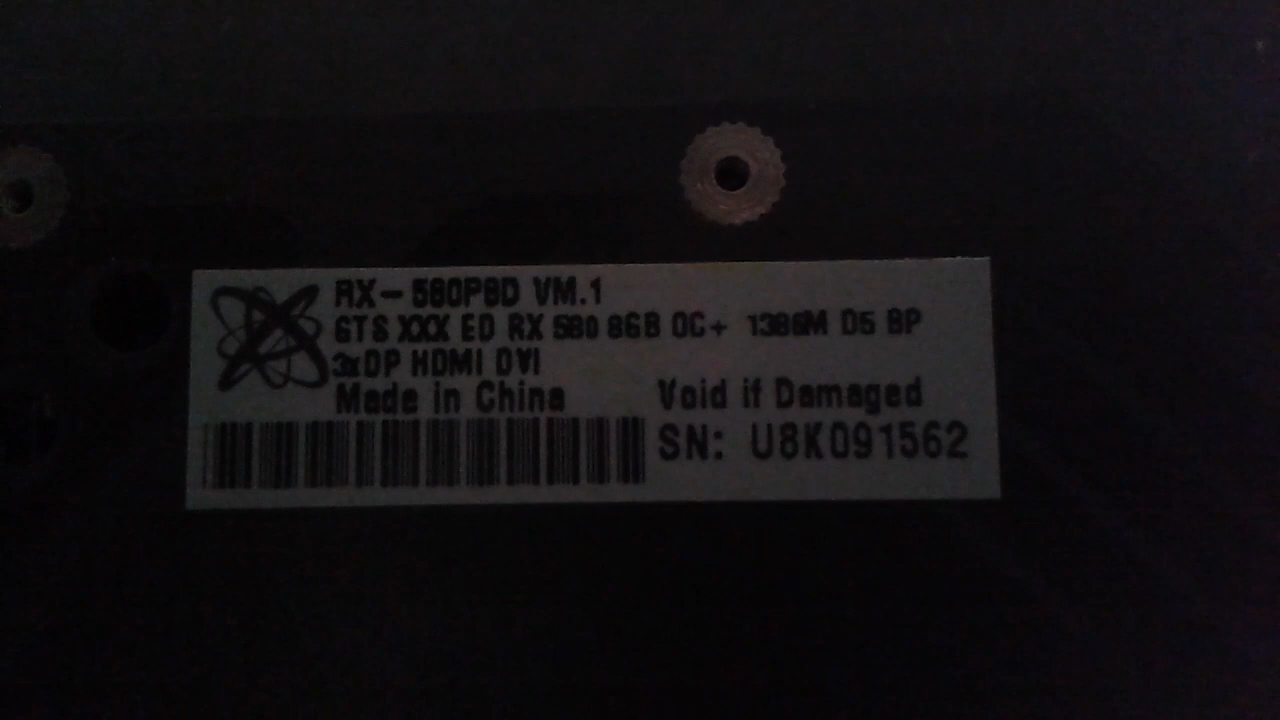 RX-580P8D VM.1
GTS XXX ED RX 580 8GB OC+ 1386M D5 BP
3xDP HDMI DVI
Made in China Void if Damaged
SN: U8K091562